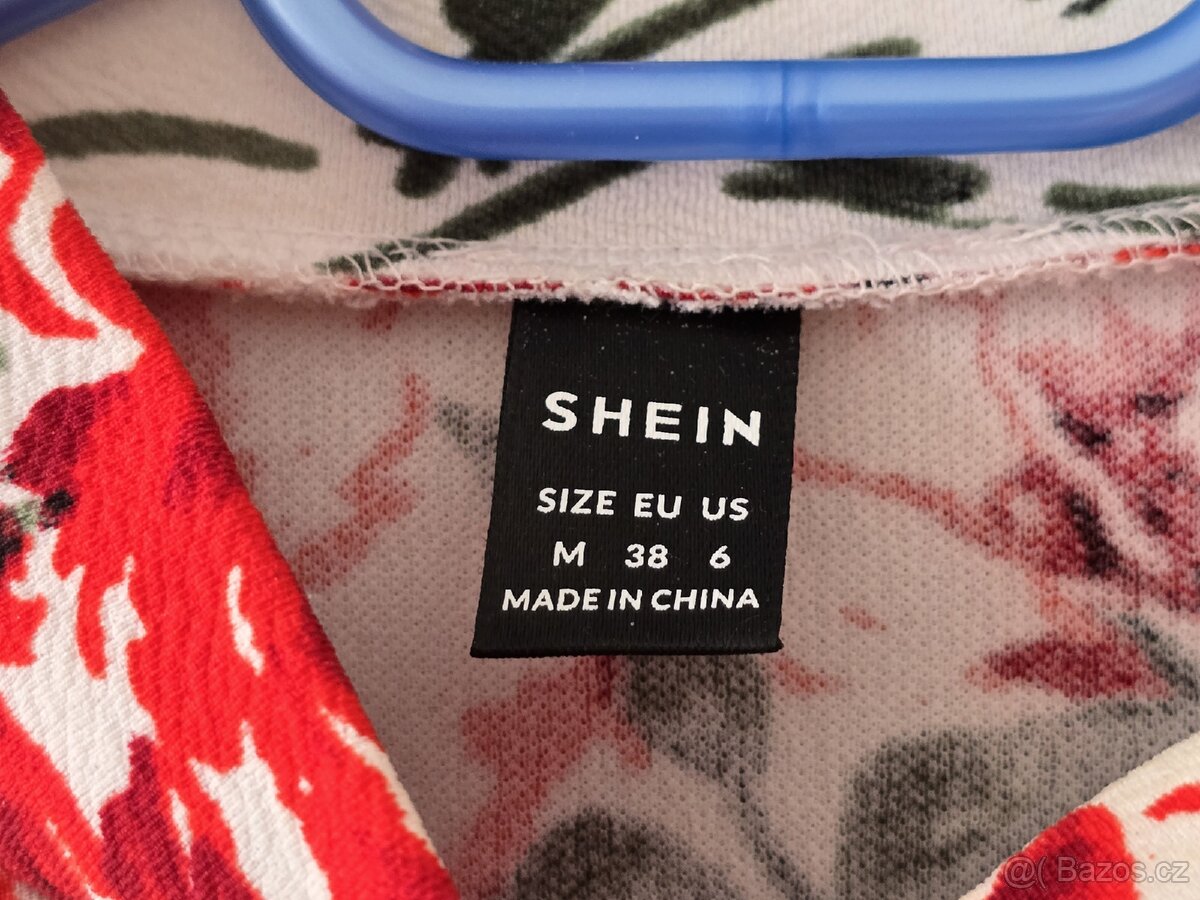 SHEIN
SIZE EU US
M 38 6
MADE IN CHINA
@( Bazos.cz